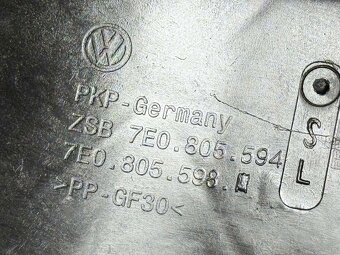 PKP-Germany
ZSB 7E0.805.594
7E0.805.598.
>PP-GF30<
S
L